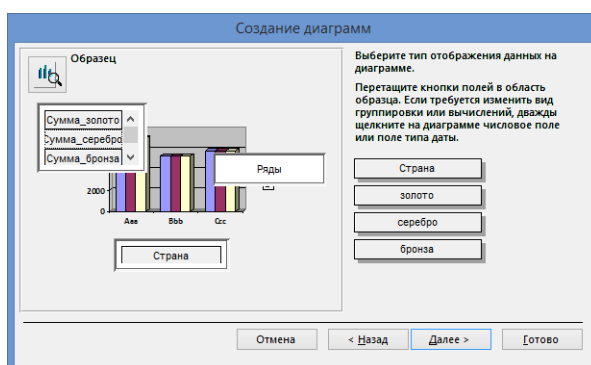 Создание диаграмм
Образец
Сумма_золото
Сумма_серебро
Сумма_бронза
Ряды
2000
0
Aaa
Bbb
Ccc
Страна
Выберите тип отображения данных на
диаграмме.
Перетащите кнопки полей в область
образца. Если требуется изменить вид
группировки или вычислений, дважды
щелкните на диаграмме числовое поле
или поле типа даты.
Страна
золото
серебро
бронза
Отмена
< Назад
Далее >
Готово